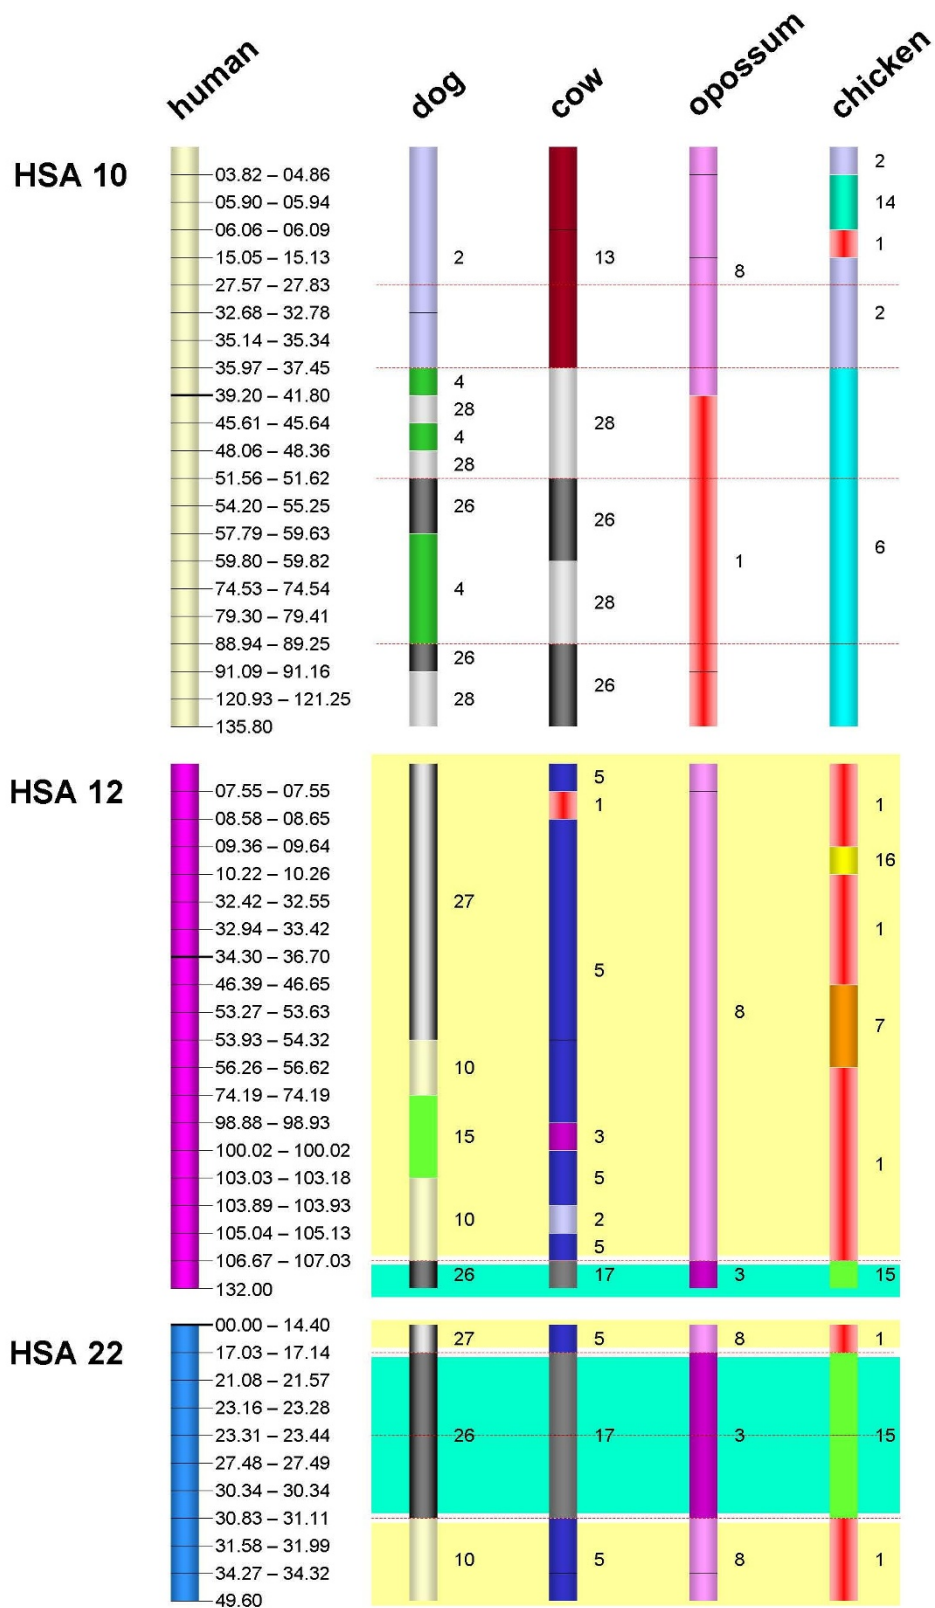 human dog cow opossum chicken
HSA 10
2
03.82 – 04.86
05.90 – 05.94 14
06.06 – 06.09
1
15.05 – 15.13 2 13
8
27.57 – 27.83
32.68 – 32.78 2
35.14 – 35.34
35.97 – 37.45
4
39.20 – 41.80
28
45.61 – 45.64 28
4
48.06 – 48.36
28
51.56 – 51.62
54.20 – 55.25 26
26
57.79 – 59.63
6
59.80 – 59.82 1
74.53 – 74.54 4
28
79.30 – 79.41
88.94 – 89.25
26
91.09 – 91.16
26
120.93 – 121.25 28
135.80
HSA 12
5
07.55 – 07.55
1 1
08.58 – 08.65
09.36 – 09.64
16
10.22 – 10.26
27
32.42 – 32.55
32.94 – 33.42 1
34.30 – 36.70
5
46.39 – 46.65
53.27 – 53.63 8
7
53.93 – 54.32
56.26 – 56.62 10
74.19 – 74.19
98.88 – 98.93
15 3
100.02 – 100.02
1
103.03 – 103.18 5
103.89 – 103.93
10 2
105.04 – 105.13
5
106.67 – 107.03
26 17 3 15
132.00
00.00 – 14.40
HSA 22 27 5 8 1
17.03 – 17.14
21.08 – 21.57
23.16 – 23.28
23.31 – 23.44 26 17 3 15
27.48 – 27.49
30.34 – 30.34
30.83 – 31.11
31.58 – 31.99
10 5 8 1
34.27 – 34.32
49.60